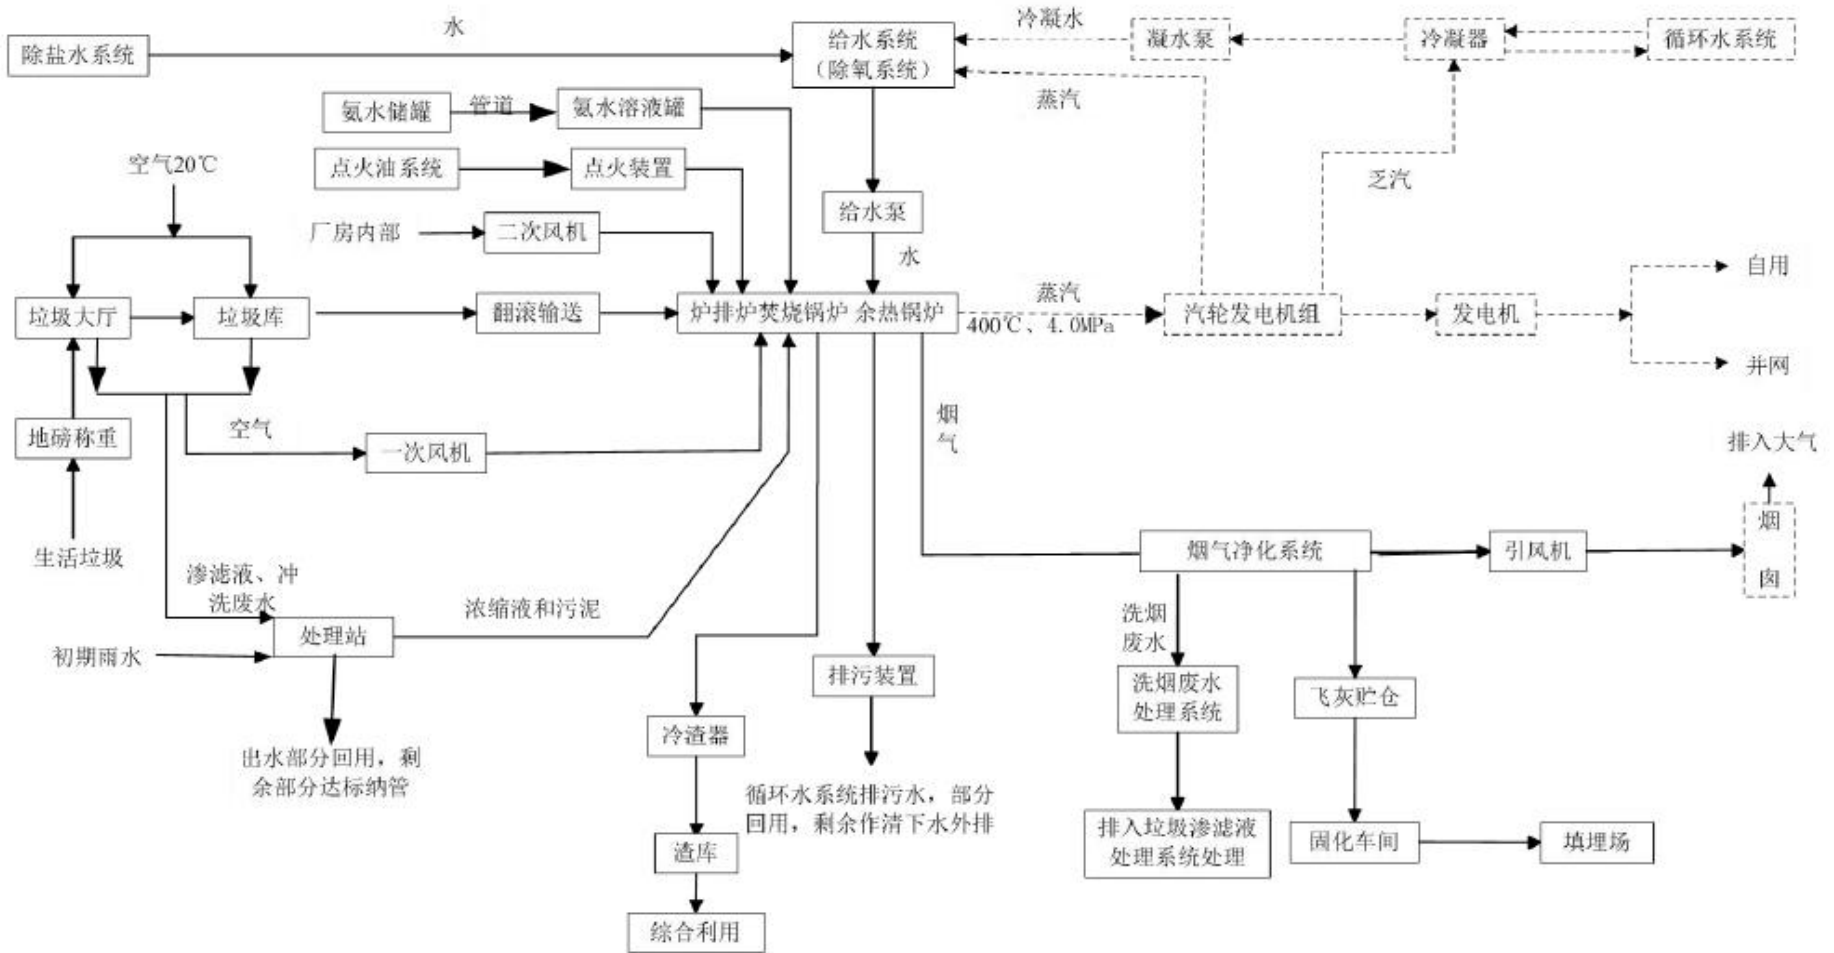 水
冷凝水
除盐水系统
给水系统
(除氧系统)
凝水泵
冷凝器
循环水系统
蒸汽
氨水储罐
管道
氨水溶液罐
空气20℃
点火油系统
点火装置
乏汽
厂房内部
二次风机
给水泵
水
自用
垃圾大厅
垃圾库
翻滚输送
炉排炉焚烧锅炉 余热锅炉
蒸汽
400℃、4.0MPa
汽轮发电机组
发电机
并网
地磅称重
空气
一次风机
烟
气
排入大气
生活垃圾
烟气净化系统
引风机
烟
囱
渗滤液、冲
洗废水
浓缩液和污泥
洗烟
废水
初期雨水
处理站
排污装置
洗烟废水
处理系统
飞灰贮仓
冷渣器
出水部分回用，剩
余部分达标纳管
循环水系统排污水，部分
回用，剩余作清下水外排
排入垃圾渗滤液
处理系统处理
固化车间
填埋场
渣库
综合利用